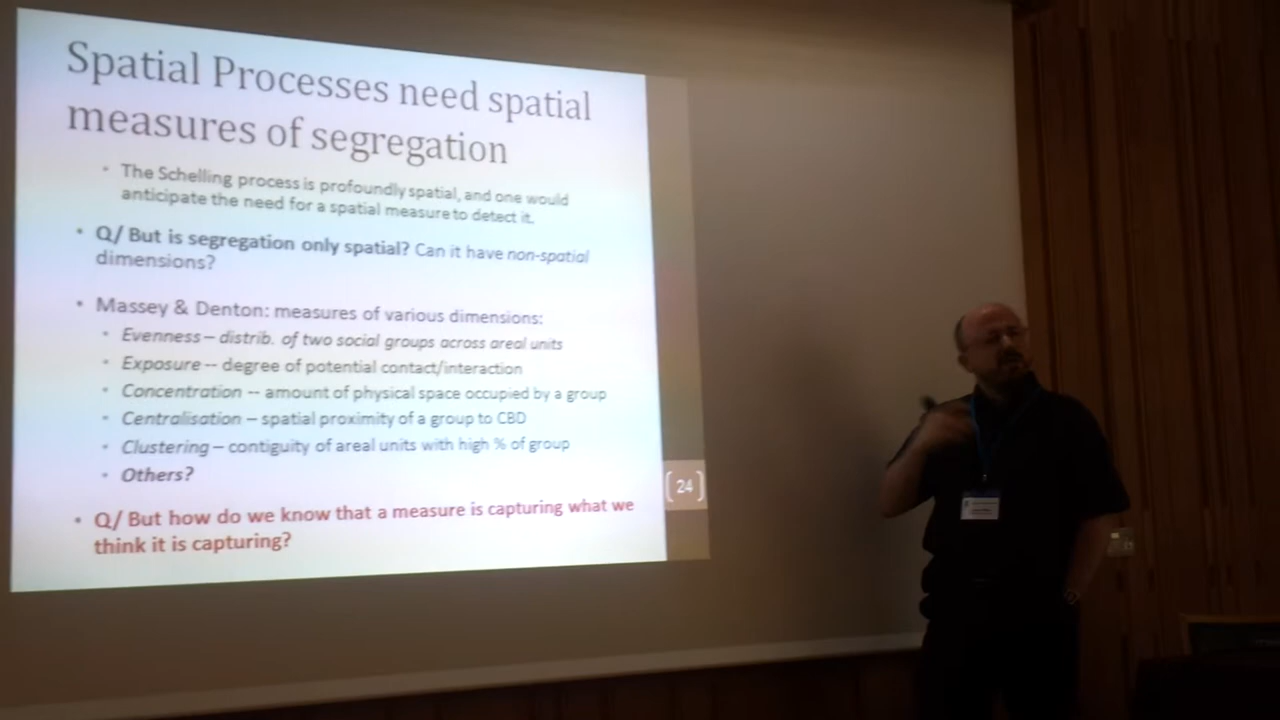 Spatial Processes need spatial
measures of segregation
• The Schelling process is profoundly spatial, and one would
anticipate the need for a spatial measure to detect it.
• Q/ But is segregation only spatial? Can it have non-spatial
dimensions?
• Massey & Denton: measures of various dimensions:
• Evenness – distrib. of two social groups across areal units
• Exposure -- degree of potential contact/interaction
• Concentration -- amount of physical space occupied by a group
• Centralisation – spatial proximity of a group to CBD
• Clustering – contiguity of areal units with high % of group
• Others?
• Q/ But how do we know that a measure is capturing what we
think it is capturing?
24